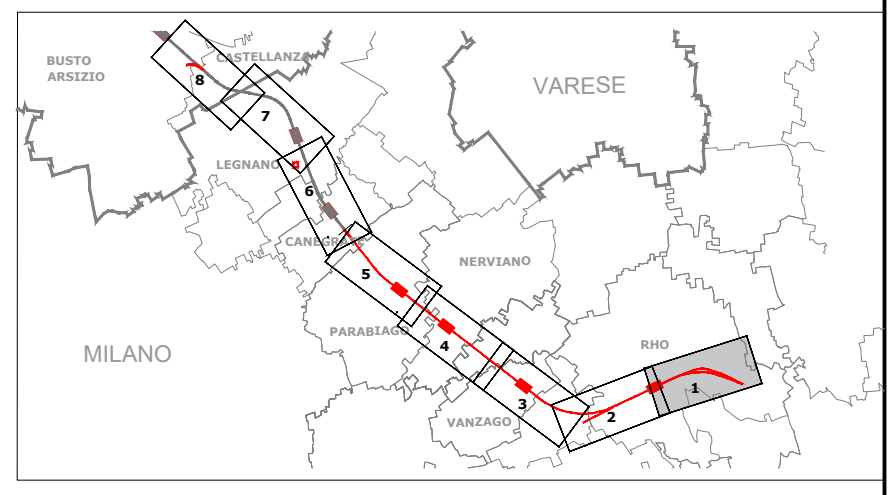 BUSTO
ARSIZIO
CASTELLANZA
8
VARESE
7
LEGNANO
6
CANEGRATE
NERVIANO
5
PARABIAGO
4
RHO
MILANO
1
3
2
VANZAGO